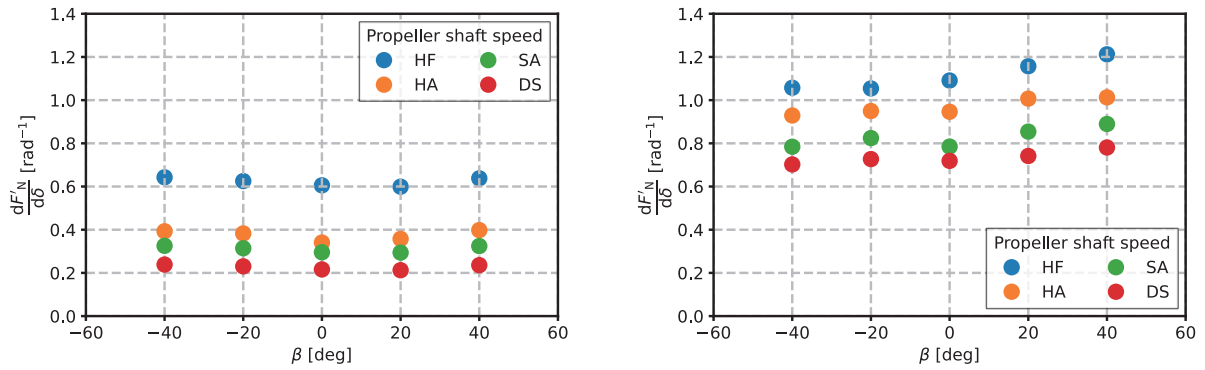 1.4
1.2
1.0
0.8
0.6
0.4
0.2
0.0
dF′N
dδ
[rad⁻¹]
Propeller shaft speed
HF SA
HA DS
−60 −40 −20 0 20 40 60
β [deg]
1.4
1.2
1.0
0.8
0.6
0.4
0.2
0.0
dF′N
dδ
[rad⁻¹]
Propeller shaft speed
HF SA
HA DS
−60 −40 −20 0 20 40 60
β [deg]